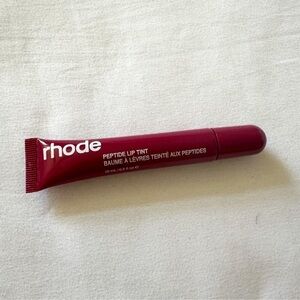 rhode
PEPTIDE LIP TINT
BAUME À LÈVRES TEINTÉ AUX PEPTIDES